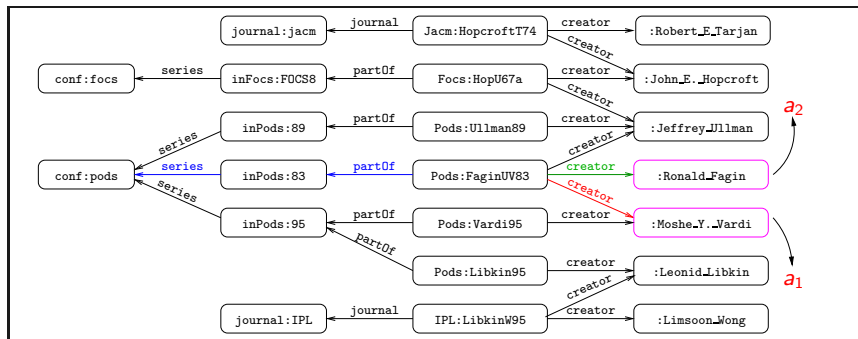 journal:jacm journal Jacm:HopcroftT74 creator :Robert_E_Tarjan
creator
conf:focs series inFocs:FOCS8 partOf Focs:HopU67a creator :John_E._Hopcroft
creator
a2
inPods:89 partOf Pods:Ullman89 creator :Jeffrey_Ullman
series creator
conf:pods series inPods:83 partOf Pods:FaginUV83 creator :Ronald_Fagin
series creator
inPods:95 partOf Pods:Vardi95 creator :Moshe_Y._Vardi
partOf
Pods:Libkin95 creator :Leonid_Libkin
a1
creator
journal:IPL journal IPL:LibkinW95 creator :Limsoon_Wong